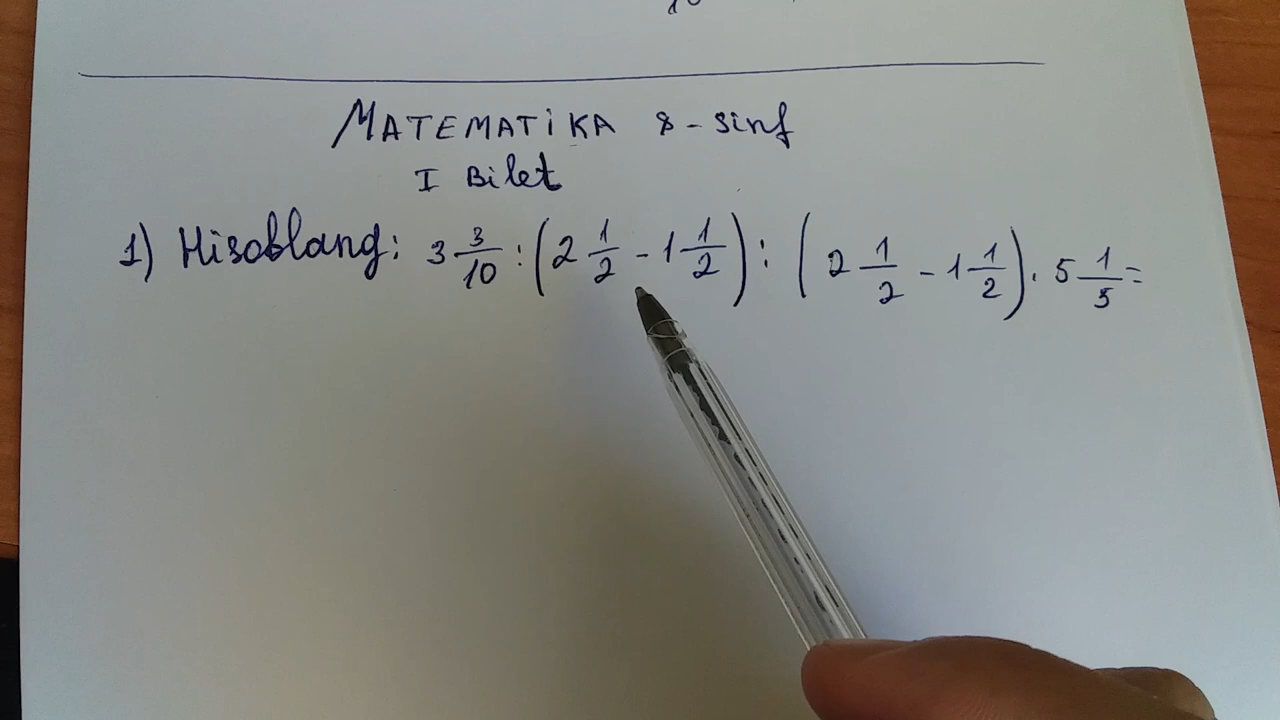 MATEMATIKA 8-sinf
I Bilet
1) Hisoblang: 3 3/10 : (2 1/2 - 1 1/2) : (2 1/2 - 1 1/2) · 5 1/5 =